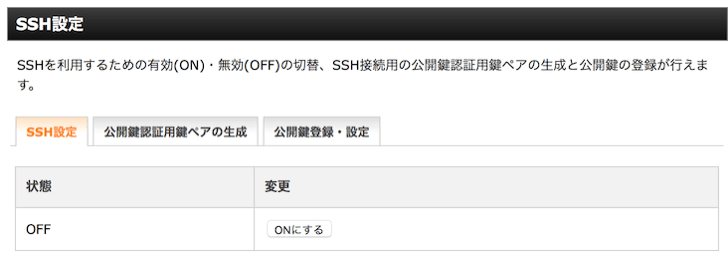 SSH設定
SSHを利用するための有効(ON)・無効(OFF)の切替、SSH接続用の公開鍵認証用鍵ペアの生成と公開鍵の登録が行えま
す。
SSH設定 公開鍵認証用鍵ペアの生成 公開鍵登録・設定
状態 変更
OFF ONにする